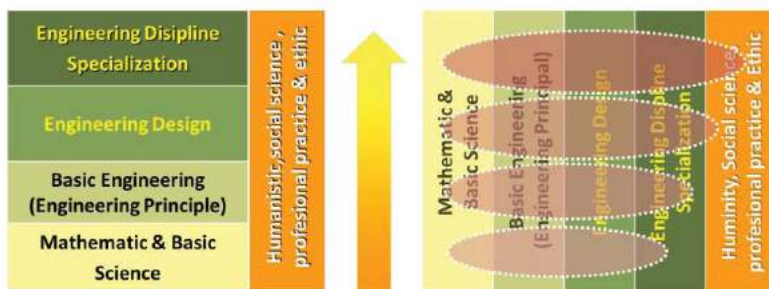 Engineering Disipline
Specialization
Engineering Design
Basic Engineering
(Engineering Principle)
Mathematic & Basic
Science
Humanistic,social science ,
profesional practice & ethic
Mathematic &
Basic Science
Basic Engineering
(Engineering Principal)
Engineering Design
Engineering Displine
Specialization
Huminity, Social science,
profesional practice & Ethic